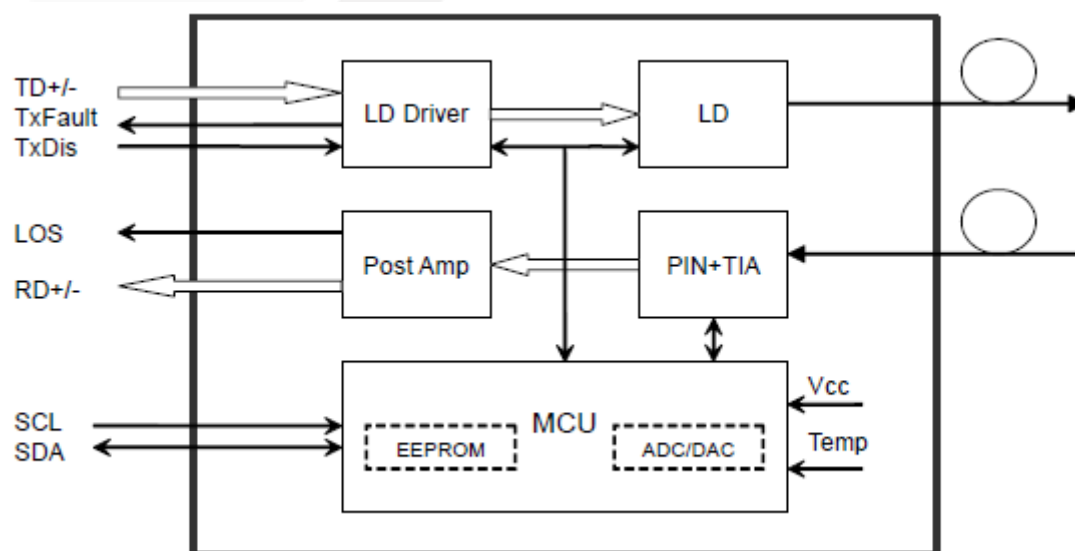 TD+/-
TxFault
TxDis
LD Driver
LD
LOS
RD+/-
Post Amp
PIN+TIA
SCL
SDA
MCU
EEPROM
ADC/DAC
Vcc
Temp